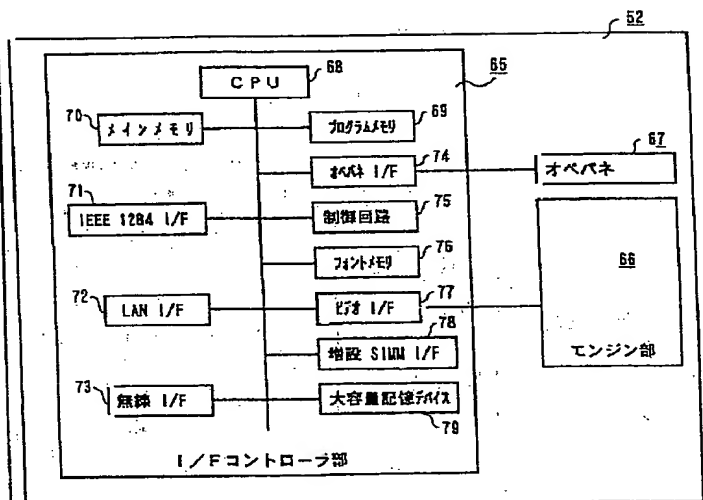 52
65
CPU 68
70 メインメモリ プログラムメモリ 69
オペパネ I/F 74
67 オペパネ
71 IEEE 1284 I/F 制御回路 75
フォントメモリ 76
66
72 LAN I/F ビデオ I/F 77
78
増設 SIMM I/F
エンジン部
73 無線 I/F 大容量記憶デバイス
79
I/Fコントローラ部